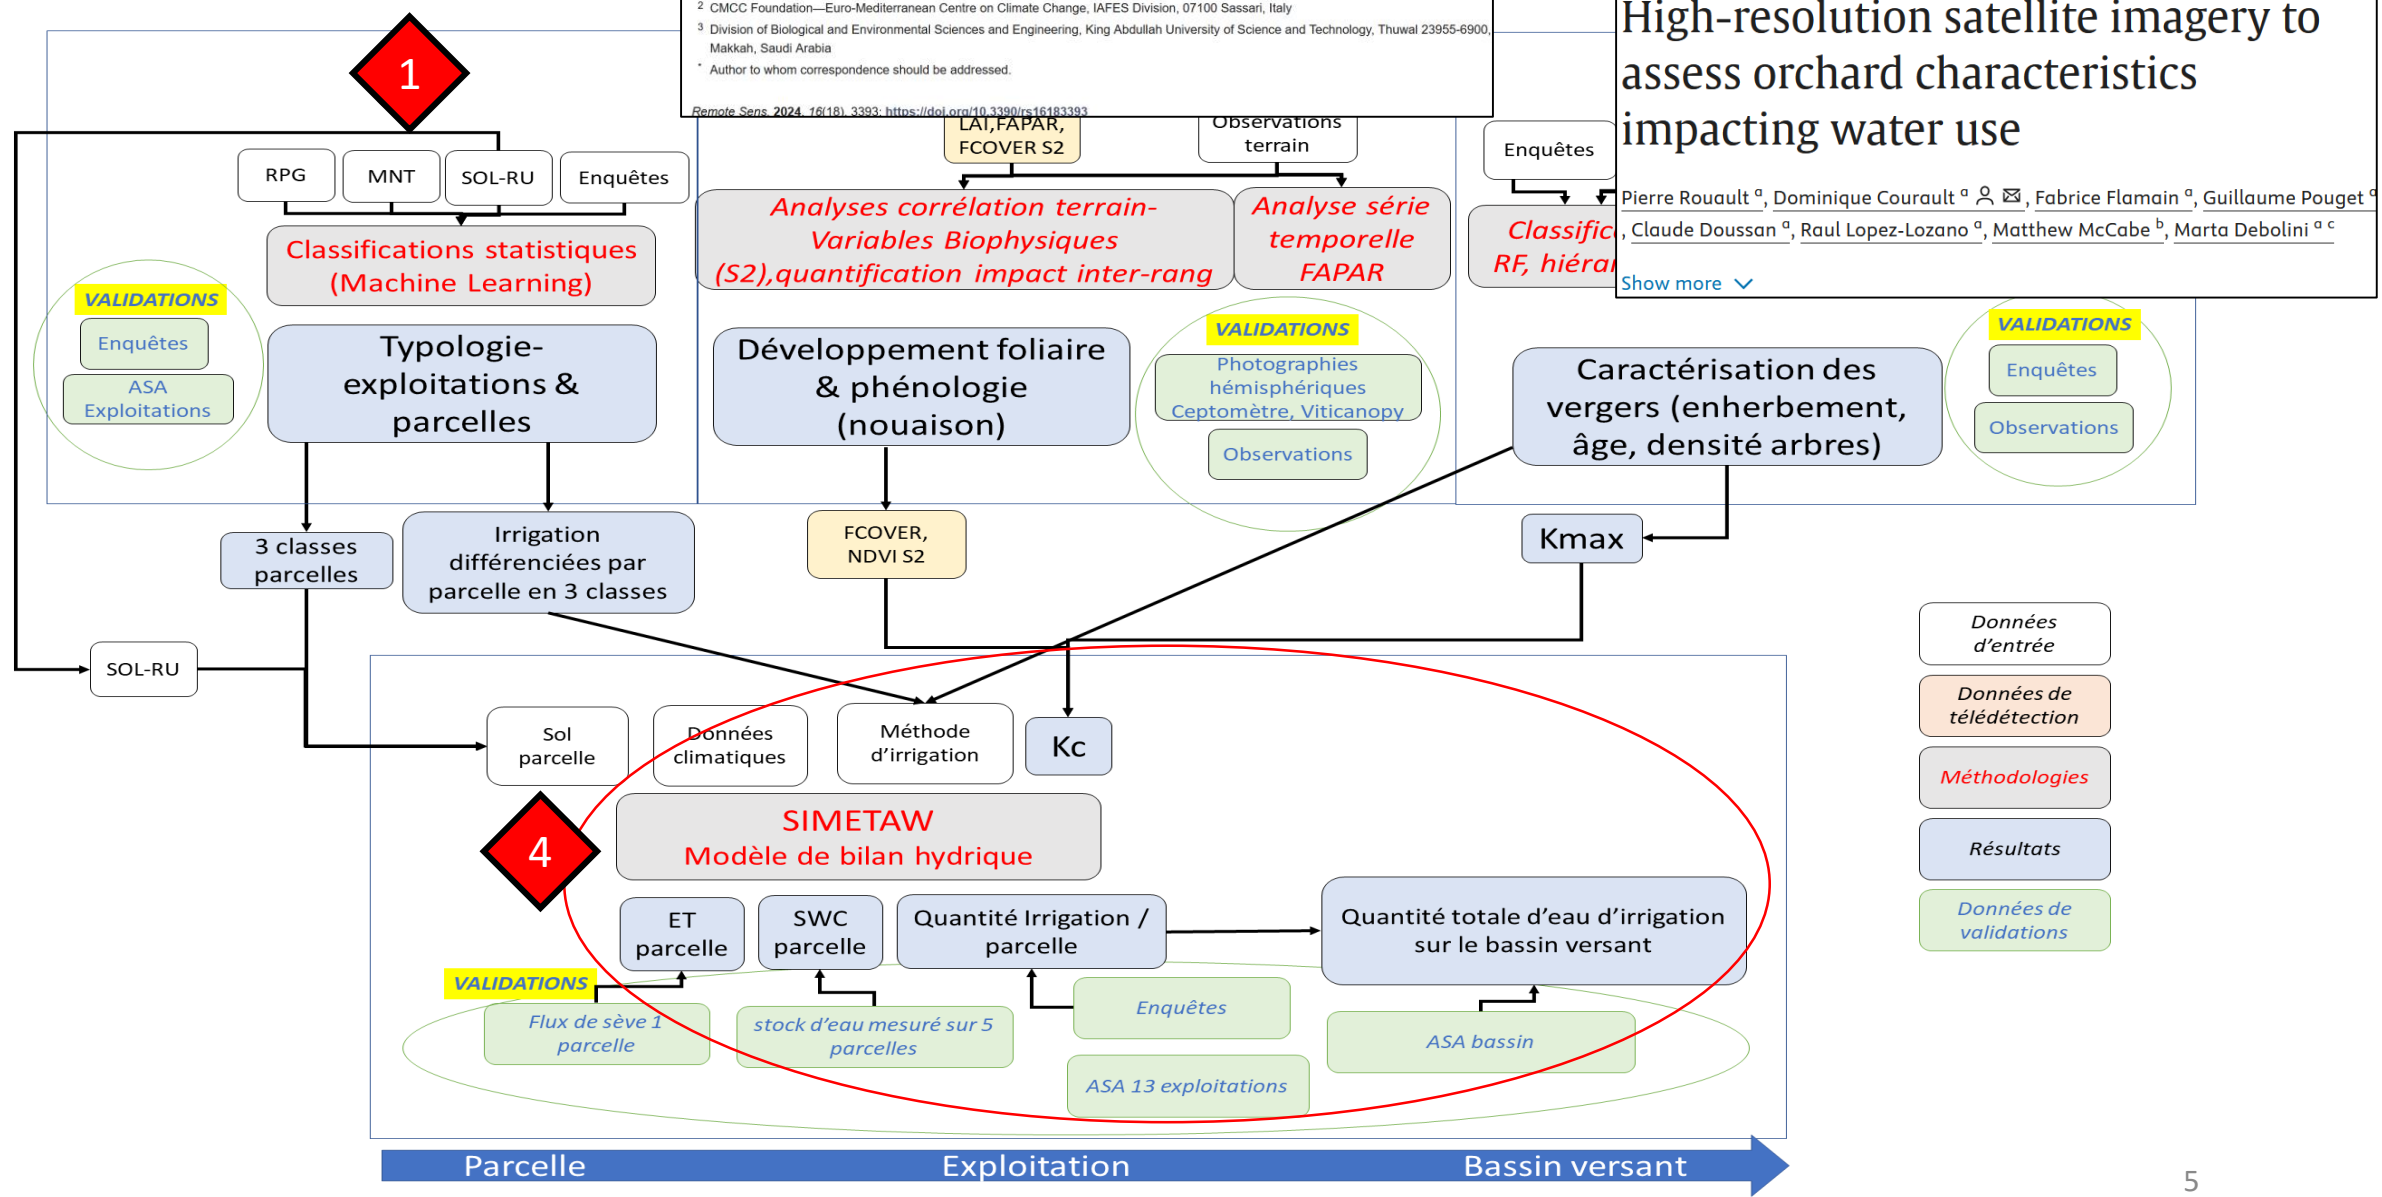 2 CMCC Foundation—Euro-Mediterranean Centre on Climate Change, IAFES Division, 07100 Sassari, Italy
3 Division of Biological and Environmental Sciences and Engineering, King Abdullah University of Science and Technology, Thuwal 23955-6900,
Makkah, Saudi Arabia
* Author to whom correspondence should be addressed.
Remote Sens. 2024, 16(18), 3393; https://doi.org/10.3390/rs16183393
High-resolution satellite imagery to
assess orchard characteristics
impacting water use
Pierre Rouault a, Dominique Courault a, Fabrice Flamain a, Guillaume Pouget a
, Claude Doussan a, Raul Lopez-Lozano a, Matthew McCabe b, Marta Debolini a c
Show more
1
RPG
MNT
SOL-RU
Enquêtes
Classifications statistiques
(Machine Learning)
VALIDATIONS
Enquêtes
ASA
Exploitations
Typologie-
exploitations &
parcelles
LAI,FAPAR,
FCOVER S2
Observations
terrain
Analyses corrélation terrain-
Variables Biophysiques
(S2),quantification impact inter-rang
Analyse série
temporelle
FAPAR
Développement foliaire
& phénologie
(nouaison)
VALIDATIONS
Photographies
hémisphériques
Ceptomètre, Viticanopy
Observations
Enquêtes
Classific
RF, hiérar
Caractérisation des
vergers (enherbement,
âge, densité arbres)
VALIDATIONS
Enquêtes
Observations
3 classes
parcelles
Irrigation
différenciées par
parcelle en 3 classes
FCOVER,
NDVI S2
Kmax
SOL-RU
Sol
parcelle
Données
climatiques
Méthode
d'irrigation
Kc
4
SIMETAW
Modèle de bilan hydrique
ET
parcelle
SWC
parcelle
Quantité Irrigation /
parcelle
Quantité totale d'eau d'irrigation
sur le bassin versant
VALIDATIONS
Flux de sève 1
parcelle
stock d'eau mesuré sur 5
parcelles
Enquêtes
ASA 13 exploitations
ASA bassin
Données
d'entrée
Données de
télédétection
Méthodologies
Résultats
Données de
validations
Parcelle
Exploitation
Bassin versant
5